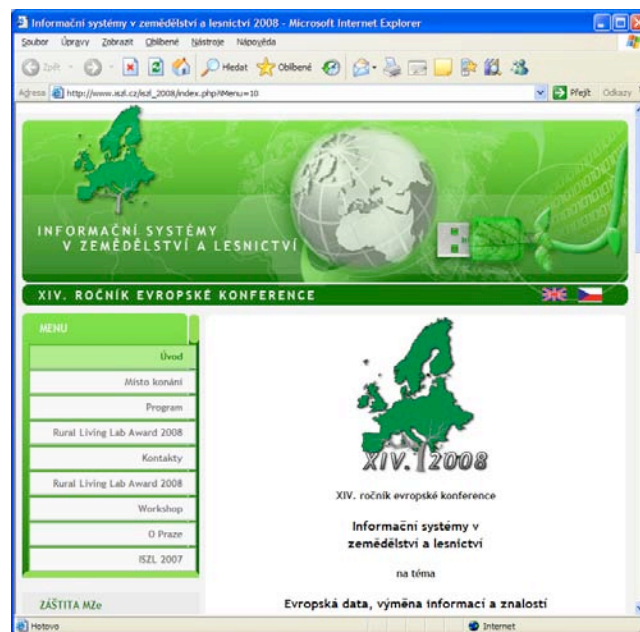 Informační systémy v zemědělství a lesnictví 2008 - Microsoft Internet Explorer
Soubor Úpravy Zobrazit Oblíbené Nástroje Nápověda
Zpět Hledat Oblíbené
Adresa http://www.iszl.cz/iszl_2008/index.php?Menu=10 Přejít Odkazy
INFORMAČNÍ SYSTÉMY
V ZEMĚDĚLSTVÍ A LESNICTVÍ
XIV. ROČNÍK EVROPSKÉ KONFERENCE
MENU
Úvod
Místo konání
Program
Rural Living Lab Award 2008
Kontakty
Rural Living Lab Award 2008
Workshop
O Praze
ISZL 2007
ZÁŠTITA MZe
XIV. 2008
XIV. ročník evropské konference
Informační systémy v
zemědělství a lesnictví
na téma
Evropská data, výměna informací a znalostí
Hotovo Internet